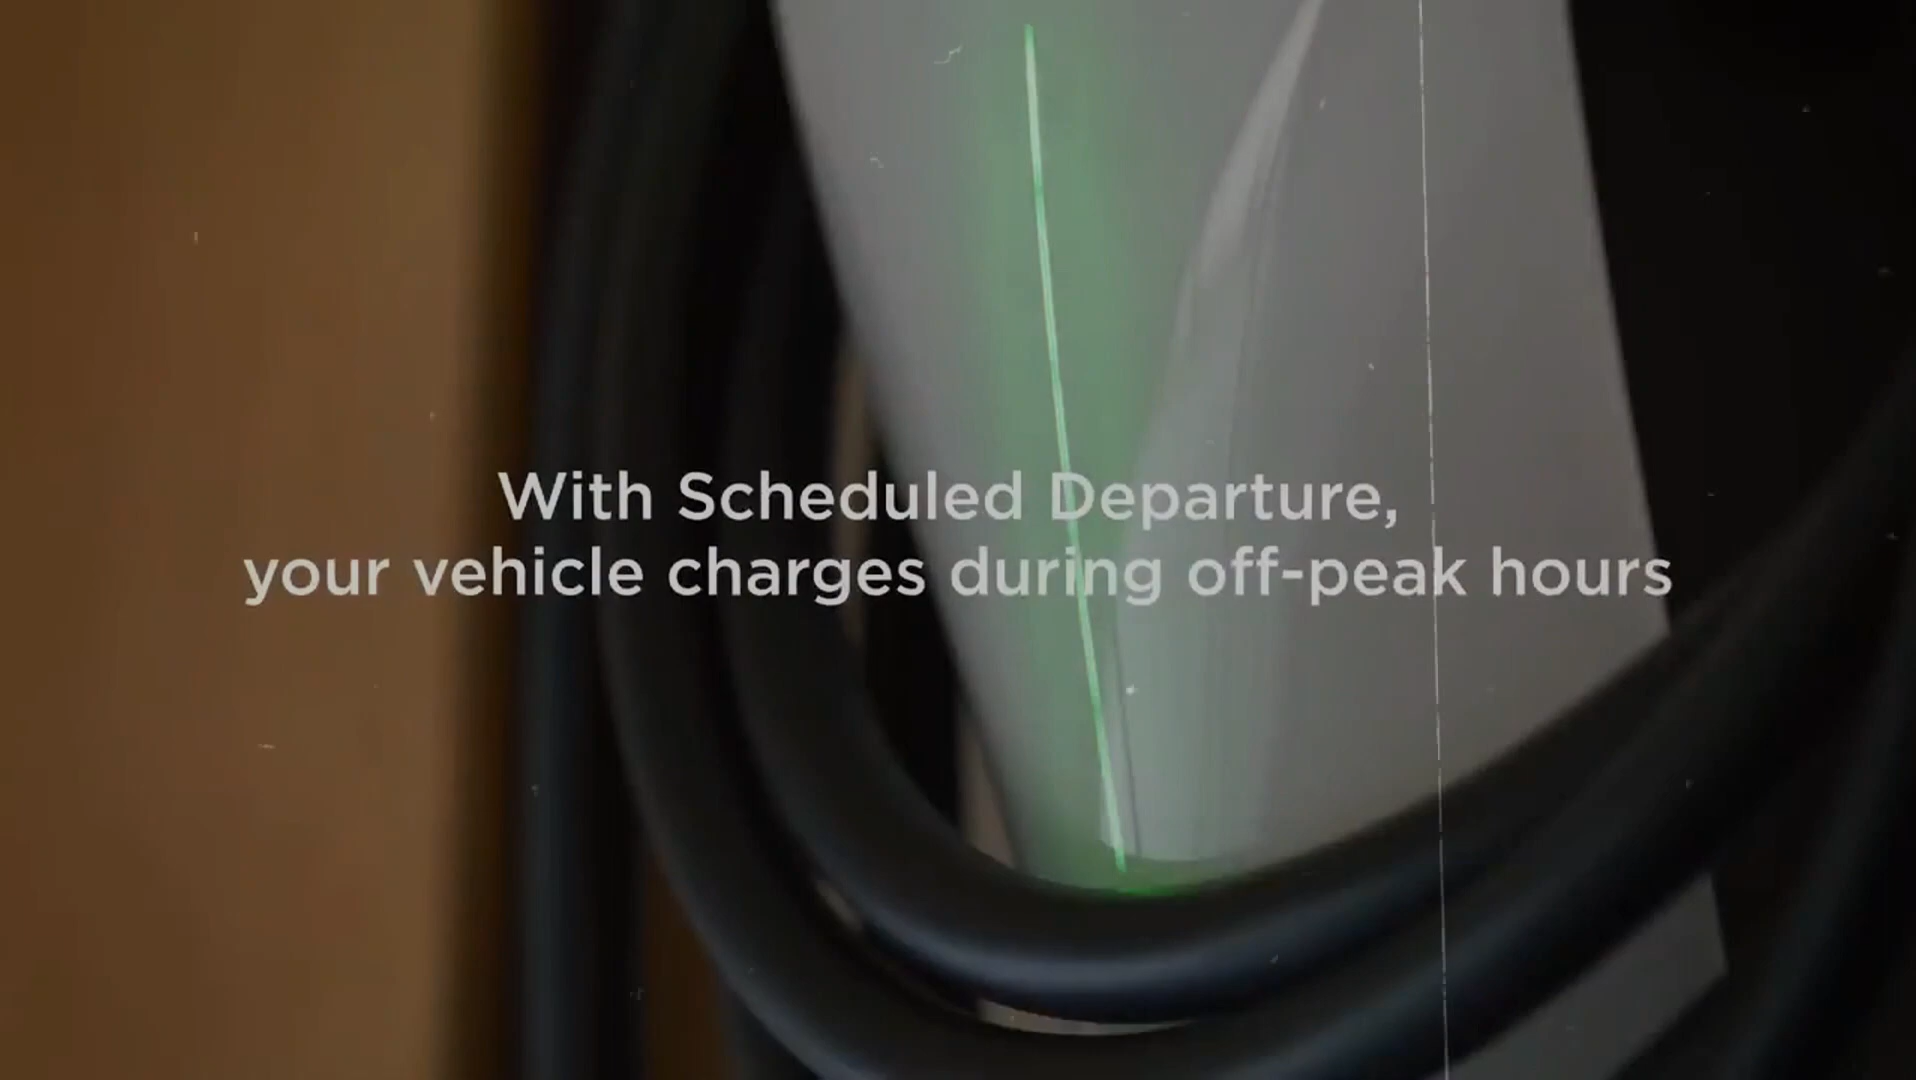 With Scheduled Departure,
your vehicle charges during off-peak hours